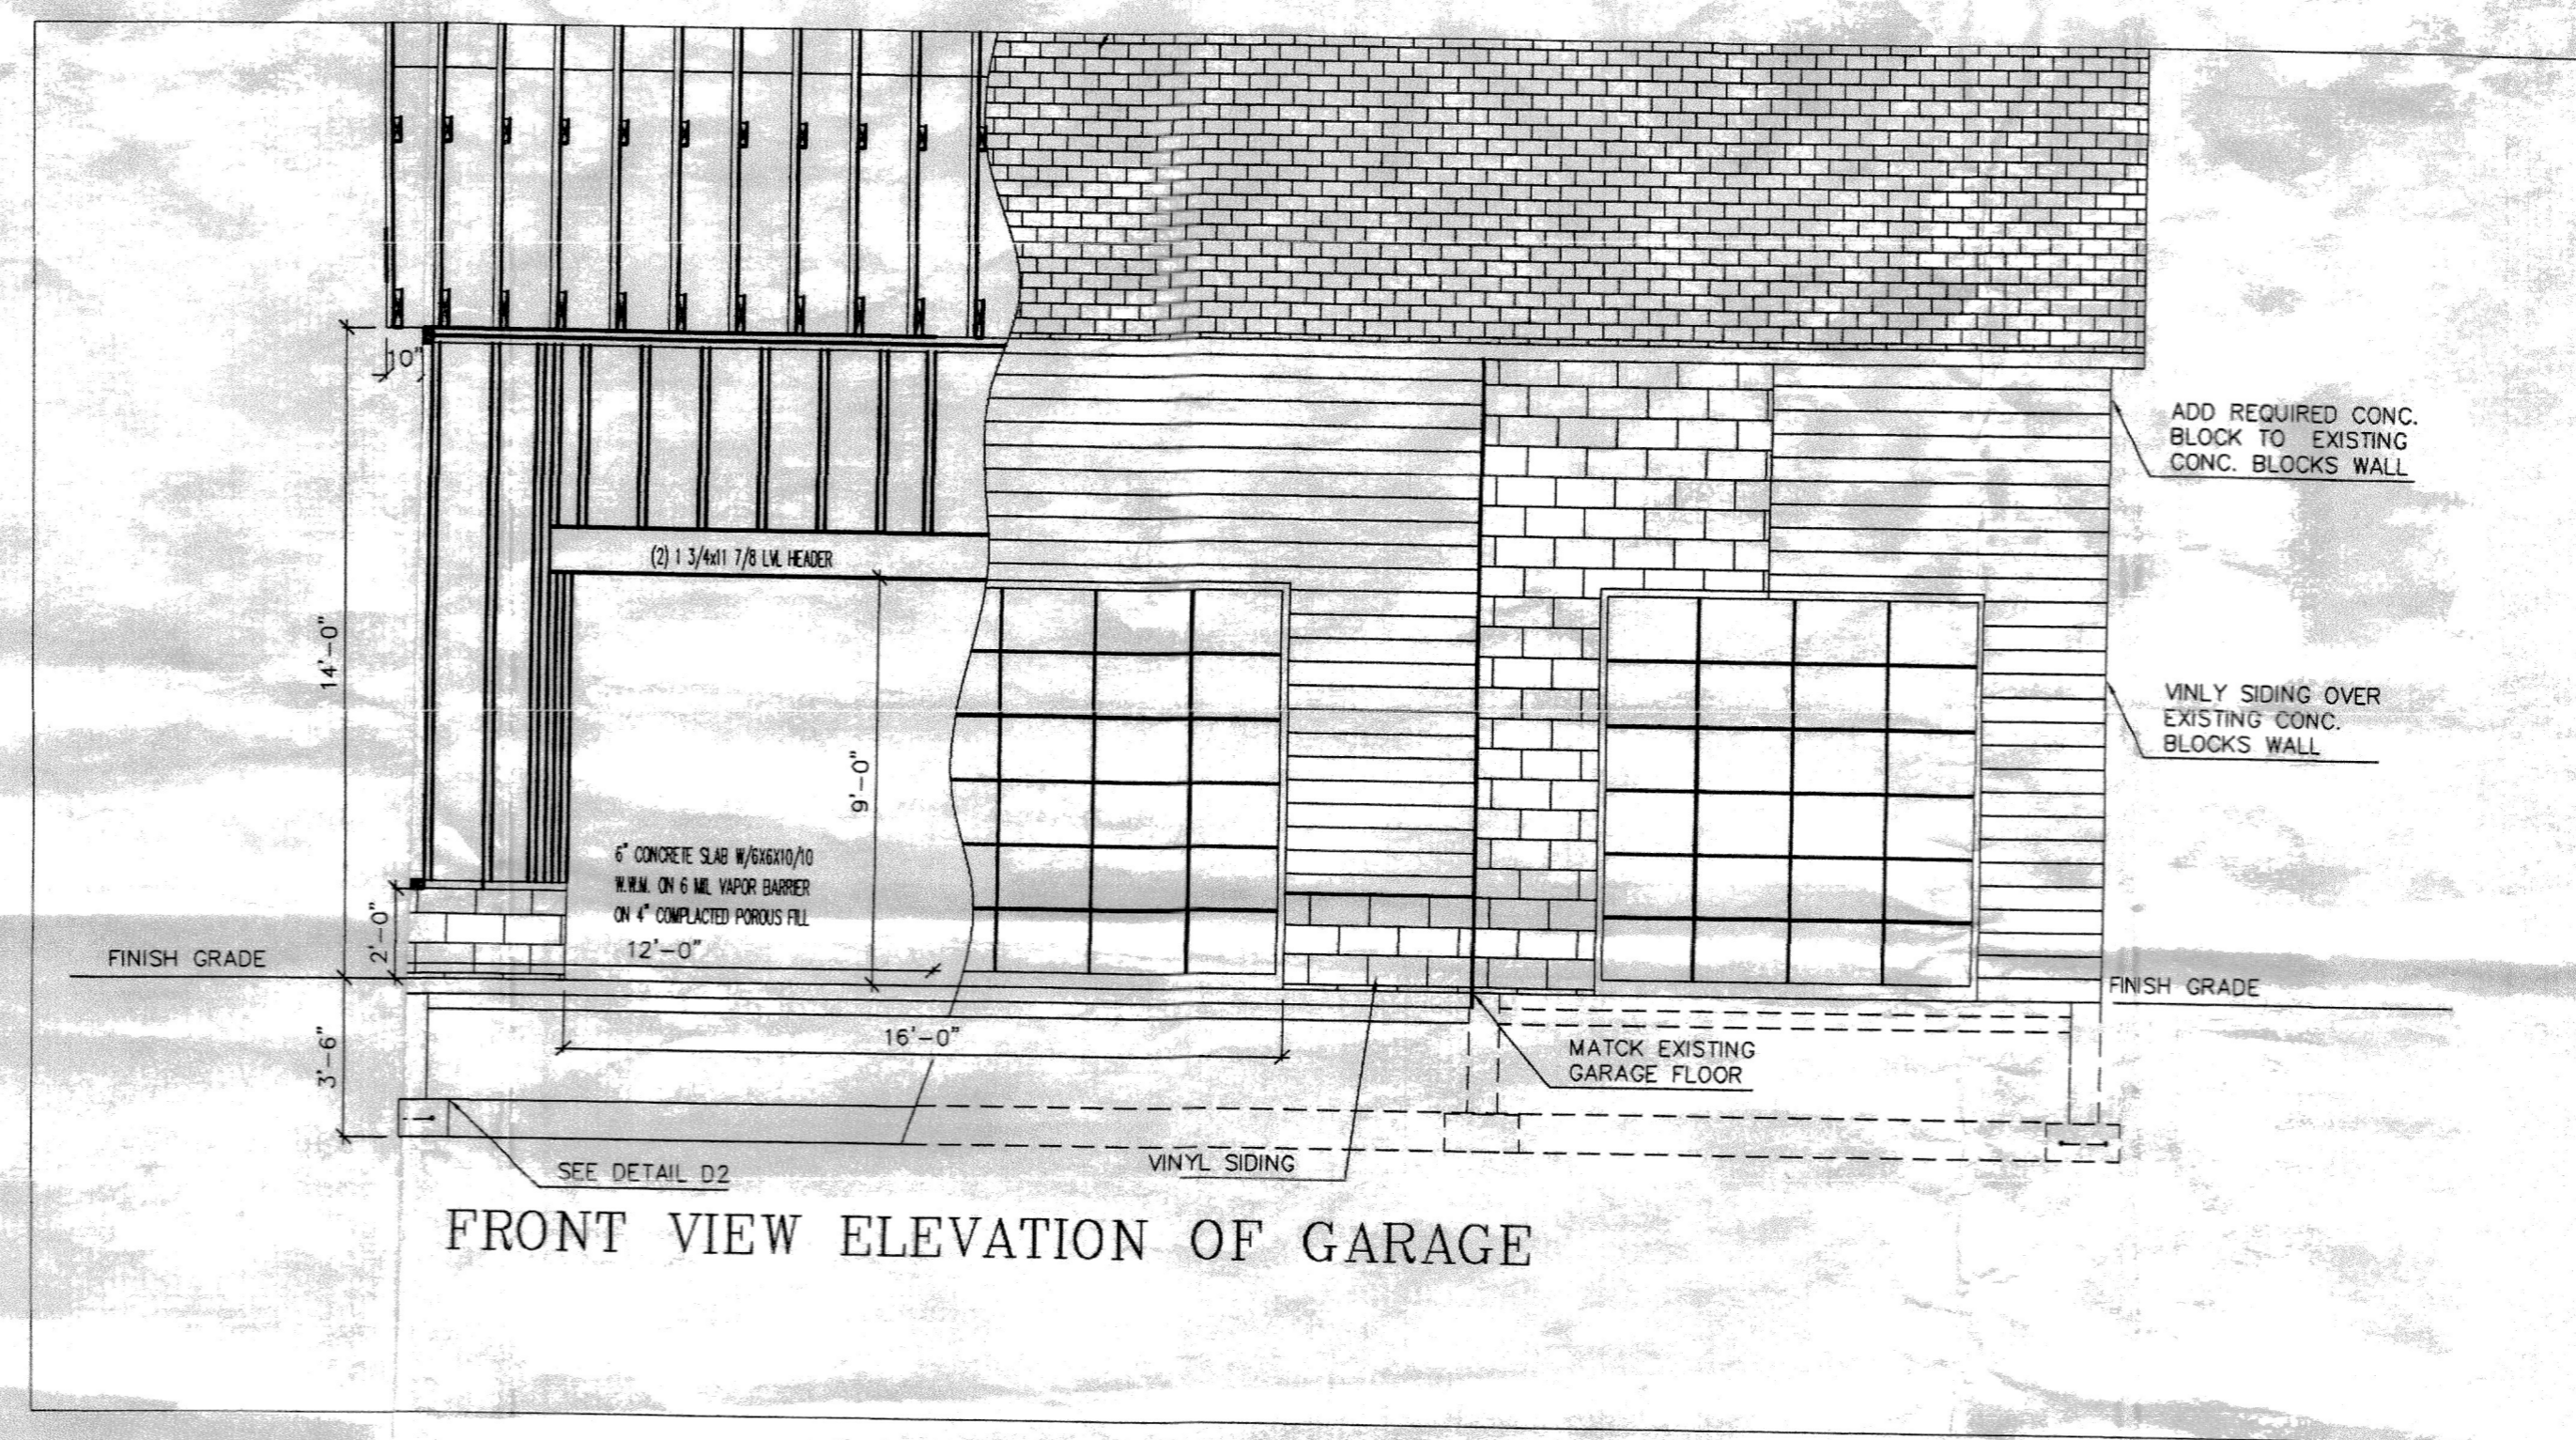 10"
ADD REQUIRED CONC.
BLOCK TO EXISTING
CONC. BLOCKS WALL
(2) 1 3/4x11 7/8 LVL HEADER
14'-0"
9'-0"
VINLY SIDING OVER
EXISTING CONC.
BLOCKS WALL
6" CONCRETE SLAB W/6X6X10/10
W.W.M. ON 6 MIL VAPOR BARRIER
ON 4" COMPLACTED POROUS FILL
12'-0"
2'-0"
FINISH GRADE
FINISH GRADE
16'-0"
3'-6"
MATCK EXISTING
GARAGE FLOOR
SEE DETAIL D2
VINYL SIDING
FRONT VIEW ELEVATION OF GARAGE